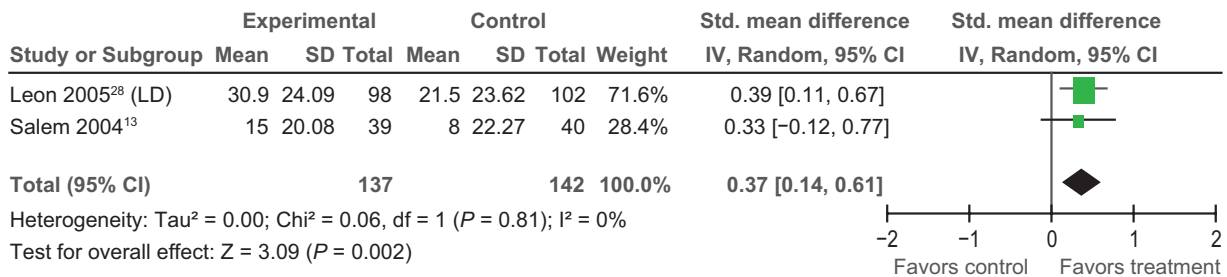 Experimental Control Std. mean difference Std. mean difference
Study or Subgroup Mean SD Total Mean SD Total Weight IV, Random, 95% CI IV, Random, 95% CI
Leon 2005²⁸ (LD) 30.9 24.09 98 21.5 23.62 102 71.6% 0.39 [0.11, 0.67]
Salem 2004¹³ 15 20.08 39 8 22.27 40 28.4% 0.33 [−0.12, 0.77]
Total (95% CI) 137 142 100.0% 0.37 [0.14, 0.61]
Heterogeneity: Tau² = 0.00; Chi² = 0.06, df = 1 (P = 0.81); I² = 0%
Test for overall effect: Z = 3.09 (P = 0.002)
−2 −1 0 1 2
Favors control Favors treatment